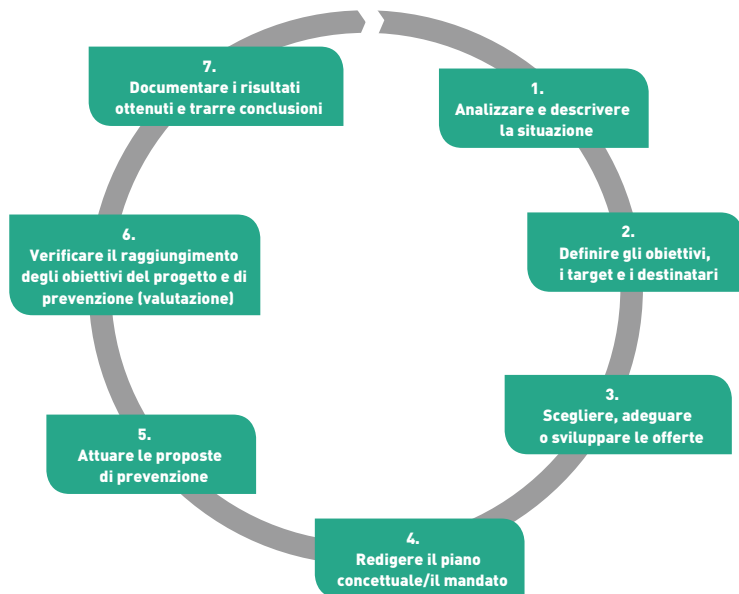 1.
Analizzare e descrivere
la situazione
2.
Definire gli obiettivi,
i target e i destinatari
3.
Scegliere, adeguare
o sviluppare le offerte
4.
Redigere il piano
concettuale/il mandato
5.
Attuare le proposte
di prevenzione
6.
Verificare il raggiungimento
degli obiettivi del progetto e di
prevenzione (valutazione)
7.
Documentare i risultati
ottenuti e trarre conclusioni